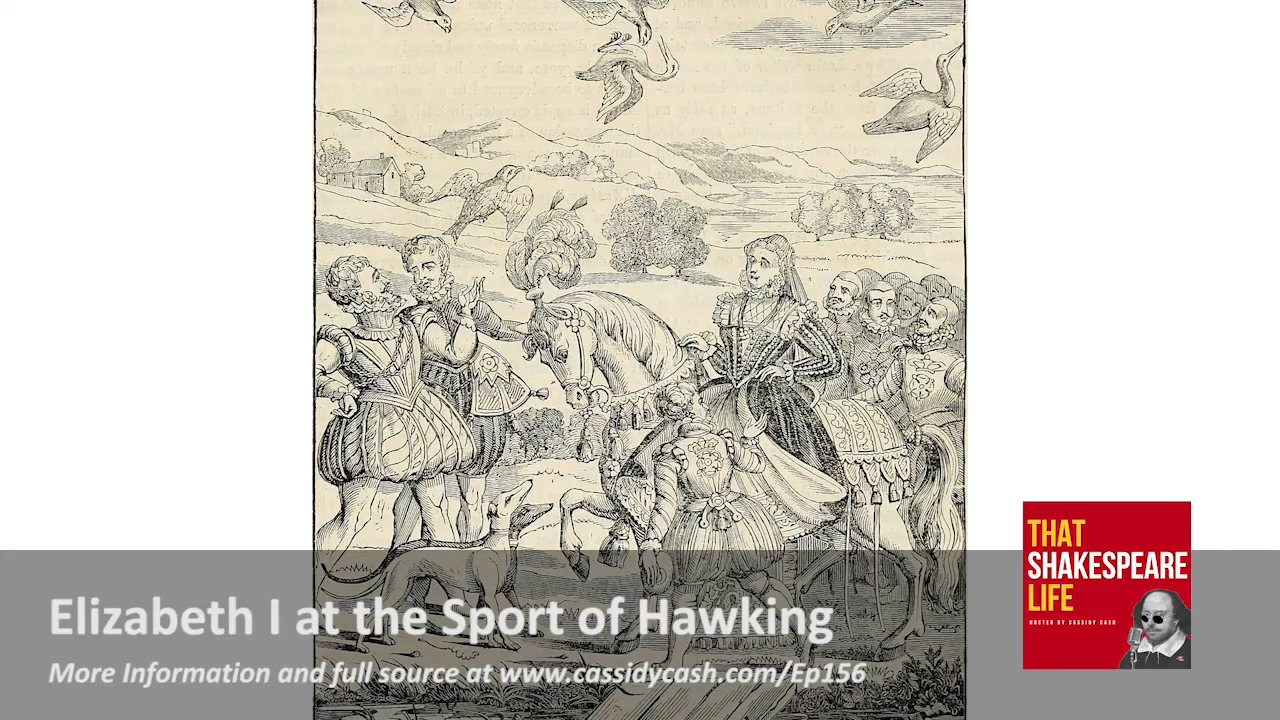 THAT
SHAKESPEARE
LIFE
HOSTED BY CASSIDY CASH
Elizabeth I at the Sport of Hawking
More Information and full source at www.cassidycash.com/Ep156